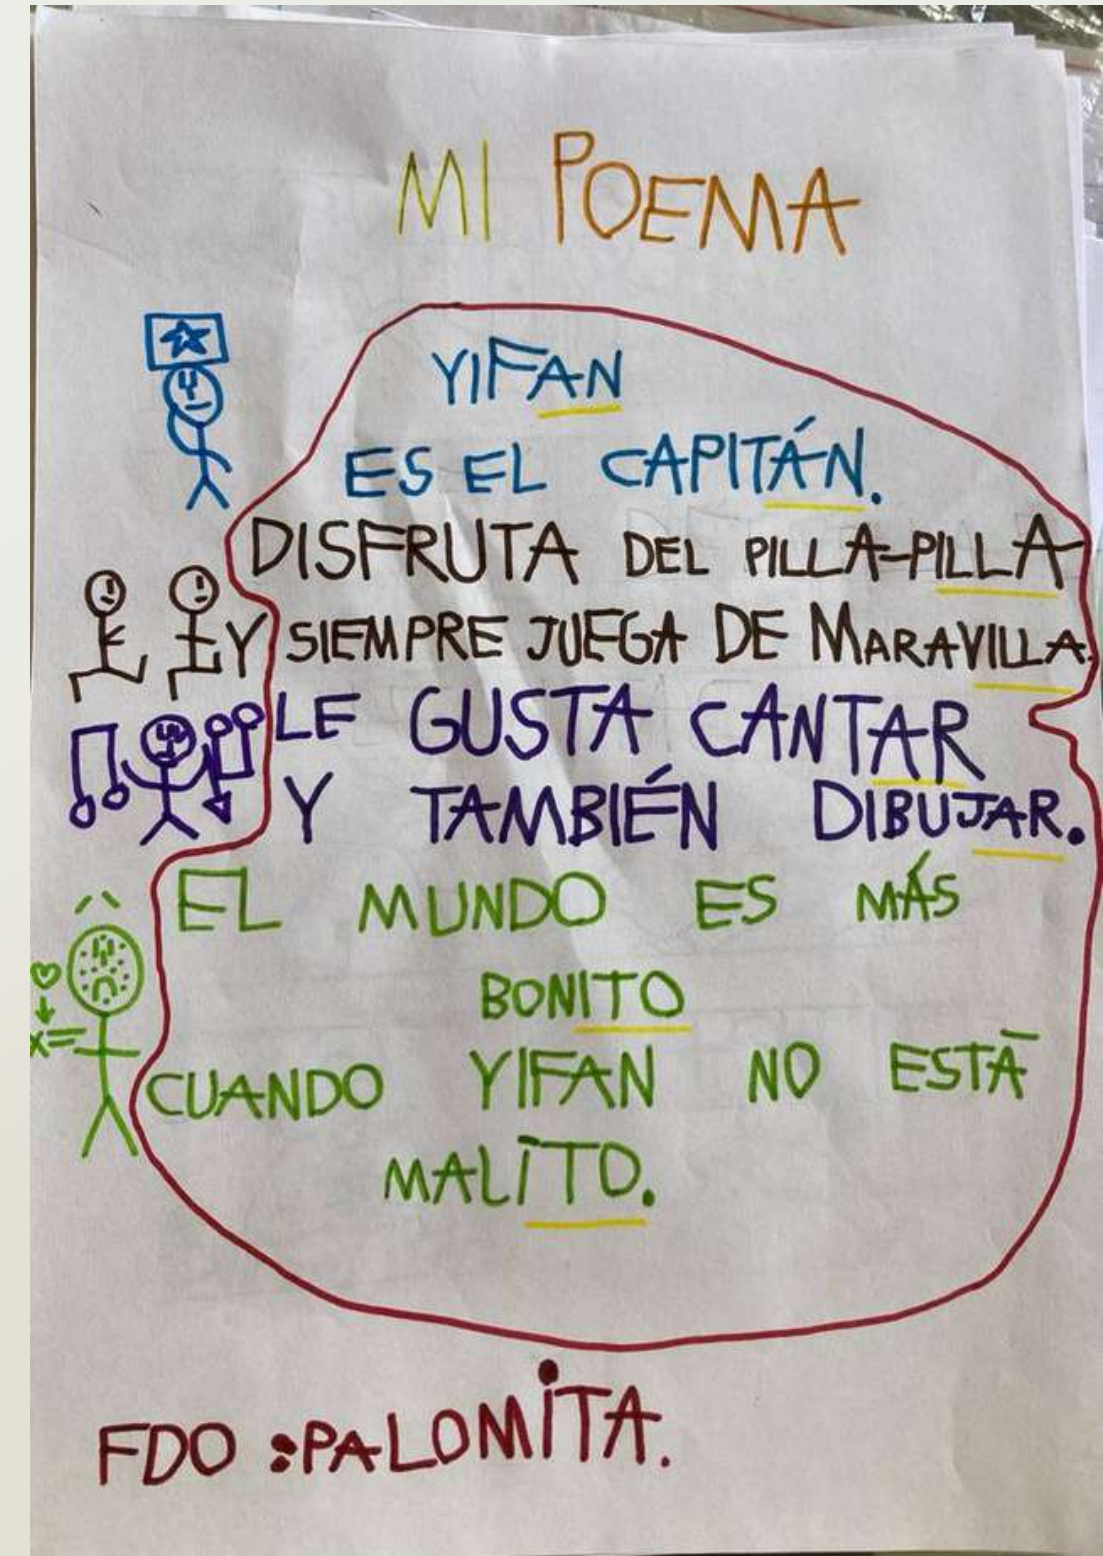 MI POEMA
YIFAN
ES EL CAPITÁN.
DISFRUTA DEL PILLA-PILLA
Y SIEMPRE JUEGA DE MARAVILLA.
LE GUSTA CANTAR
Y TAMBIÉN DIBUJAR.
EL MUNDO ES MÁS
BONITO
CUANDO YIFAN NO ESTÁ
MALITO.
FDO :PALOMITA.